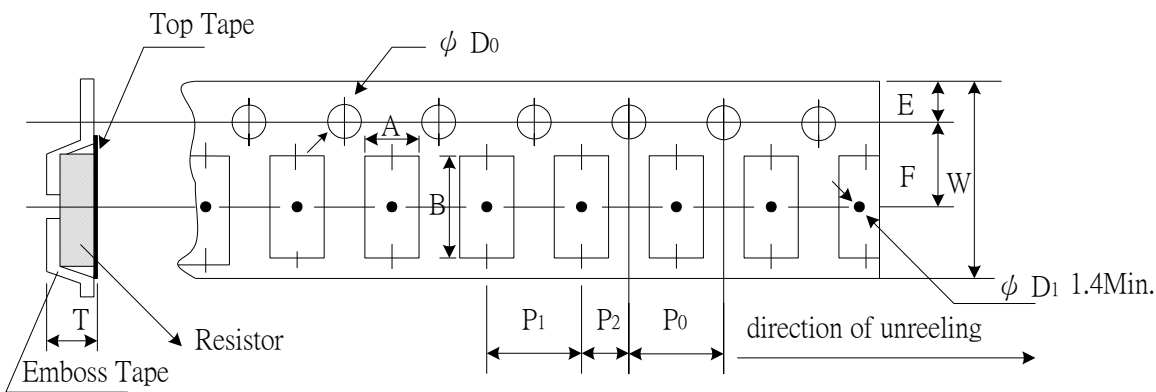 Top Tape
ψ D0
E
A
F
W
B
ψ D1 1.4Min.
T
P1
P2
P0
direction of unreeling
Resistor
Emboss Tape